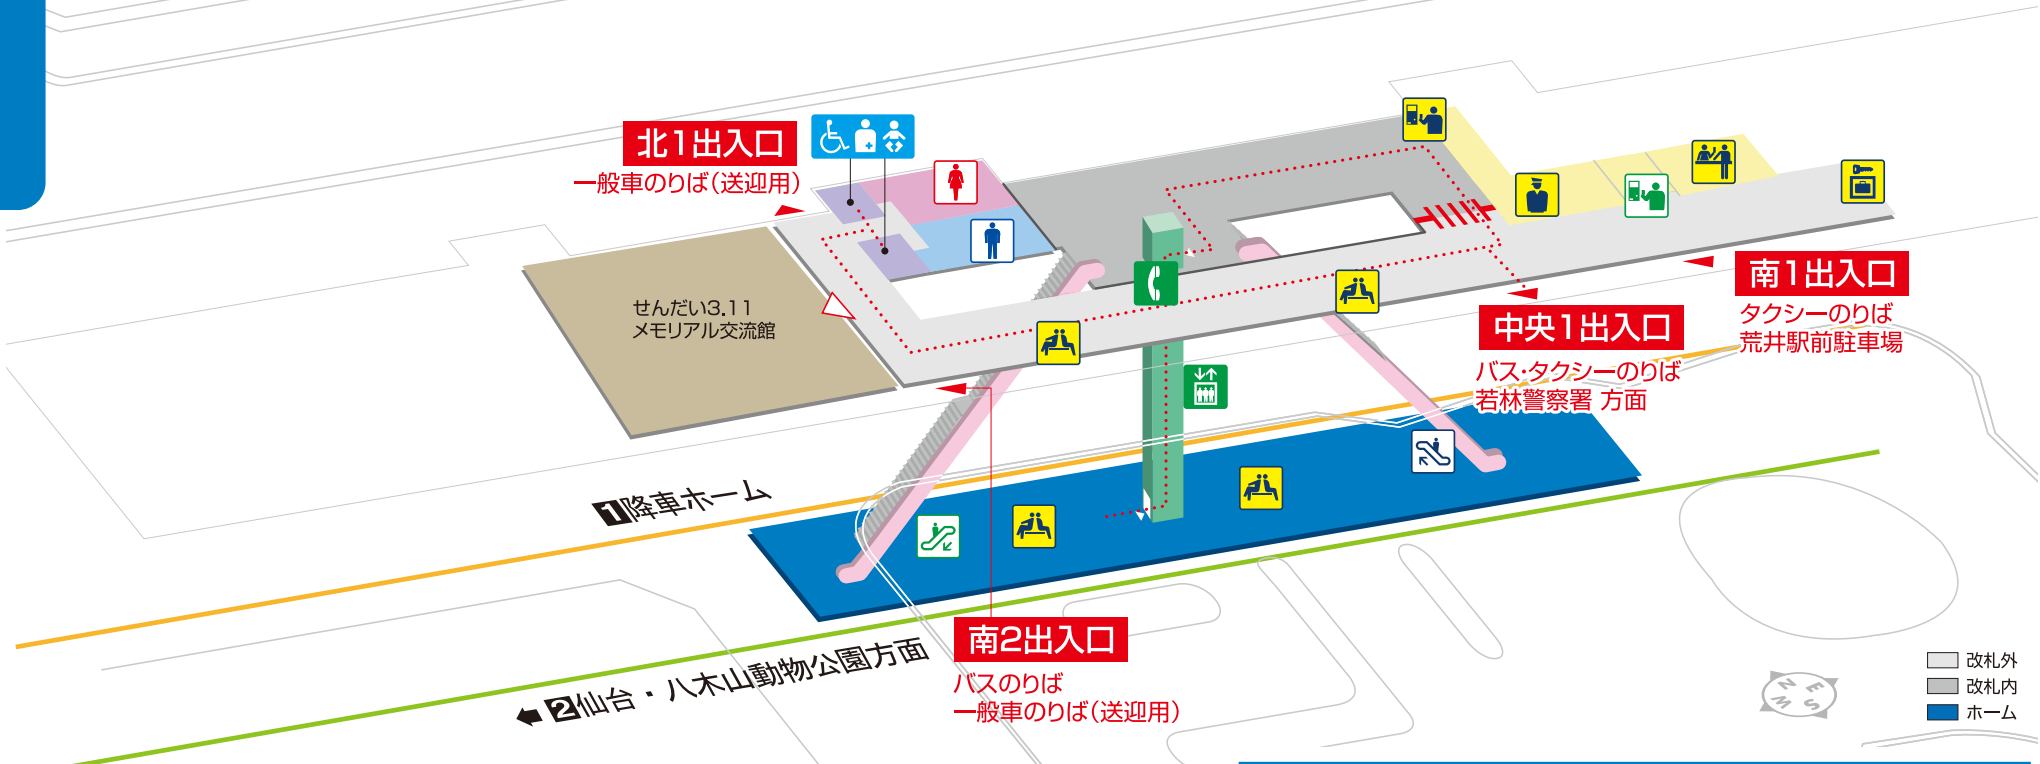 北1出入口
一般車のりば（送迎用）
せんだい3.11
メモリアル交流館
南1出入口
タクシーのりば
荒井駅前駐車場
中央1出入口
バス・タクシーのりば
若林警察署 方面
1降車ホーム
南2出入口
バスのりば
一般車のりば（送迎用）
2仙台・八木山動物公園方面
N
E
W
S
改札外
改札内
ホーム